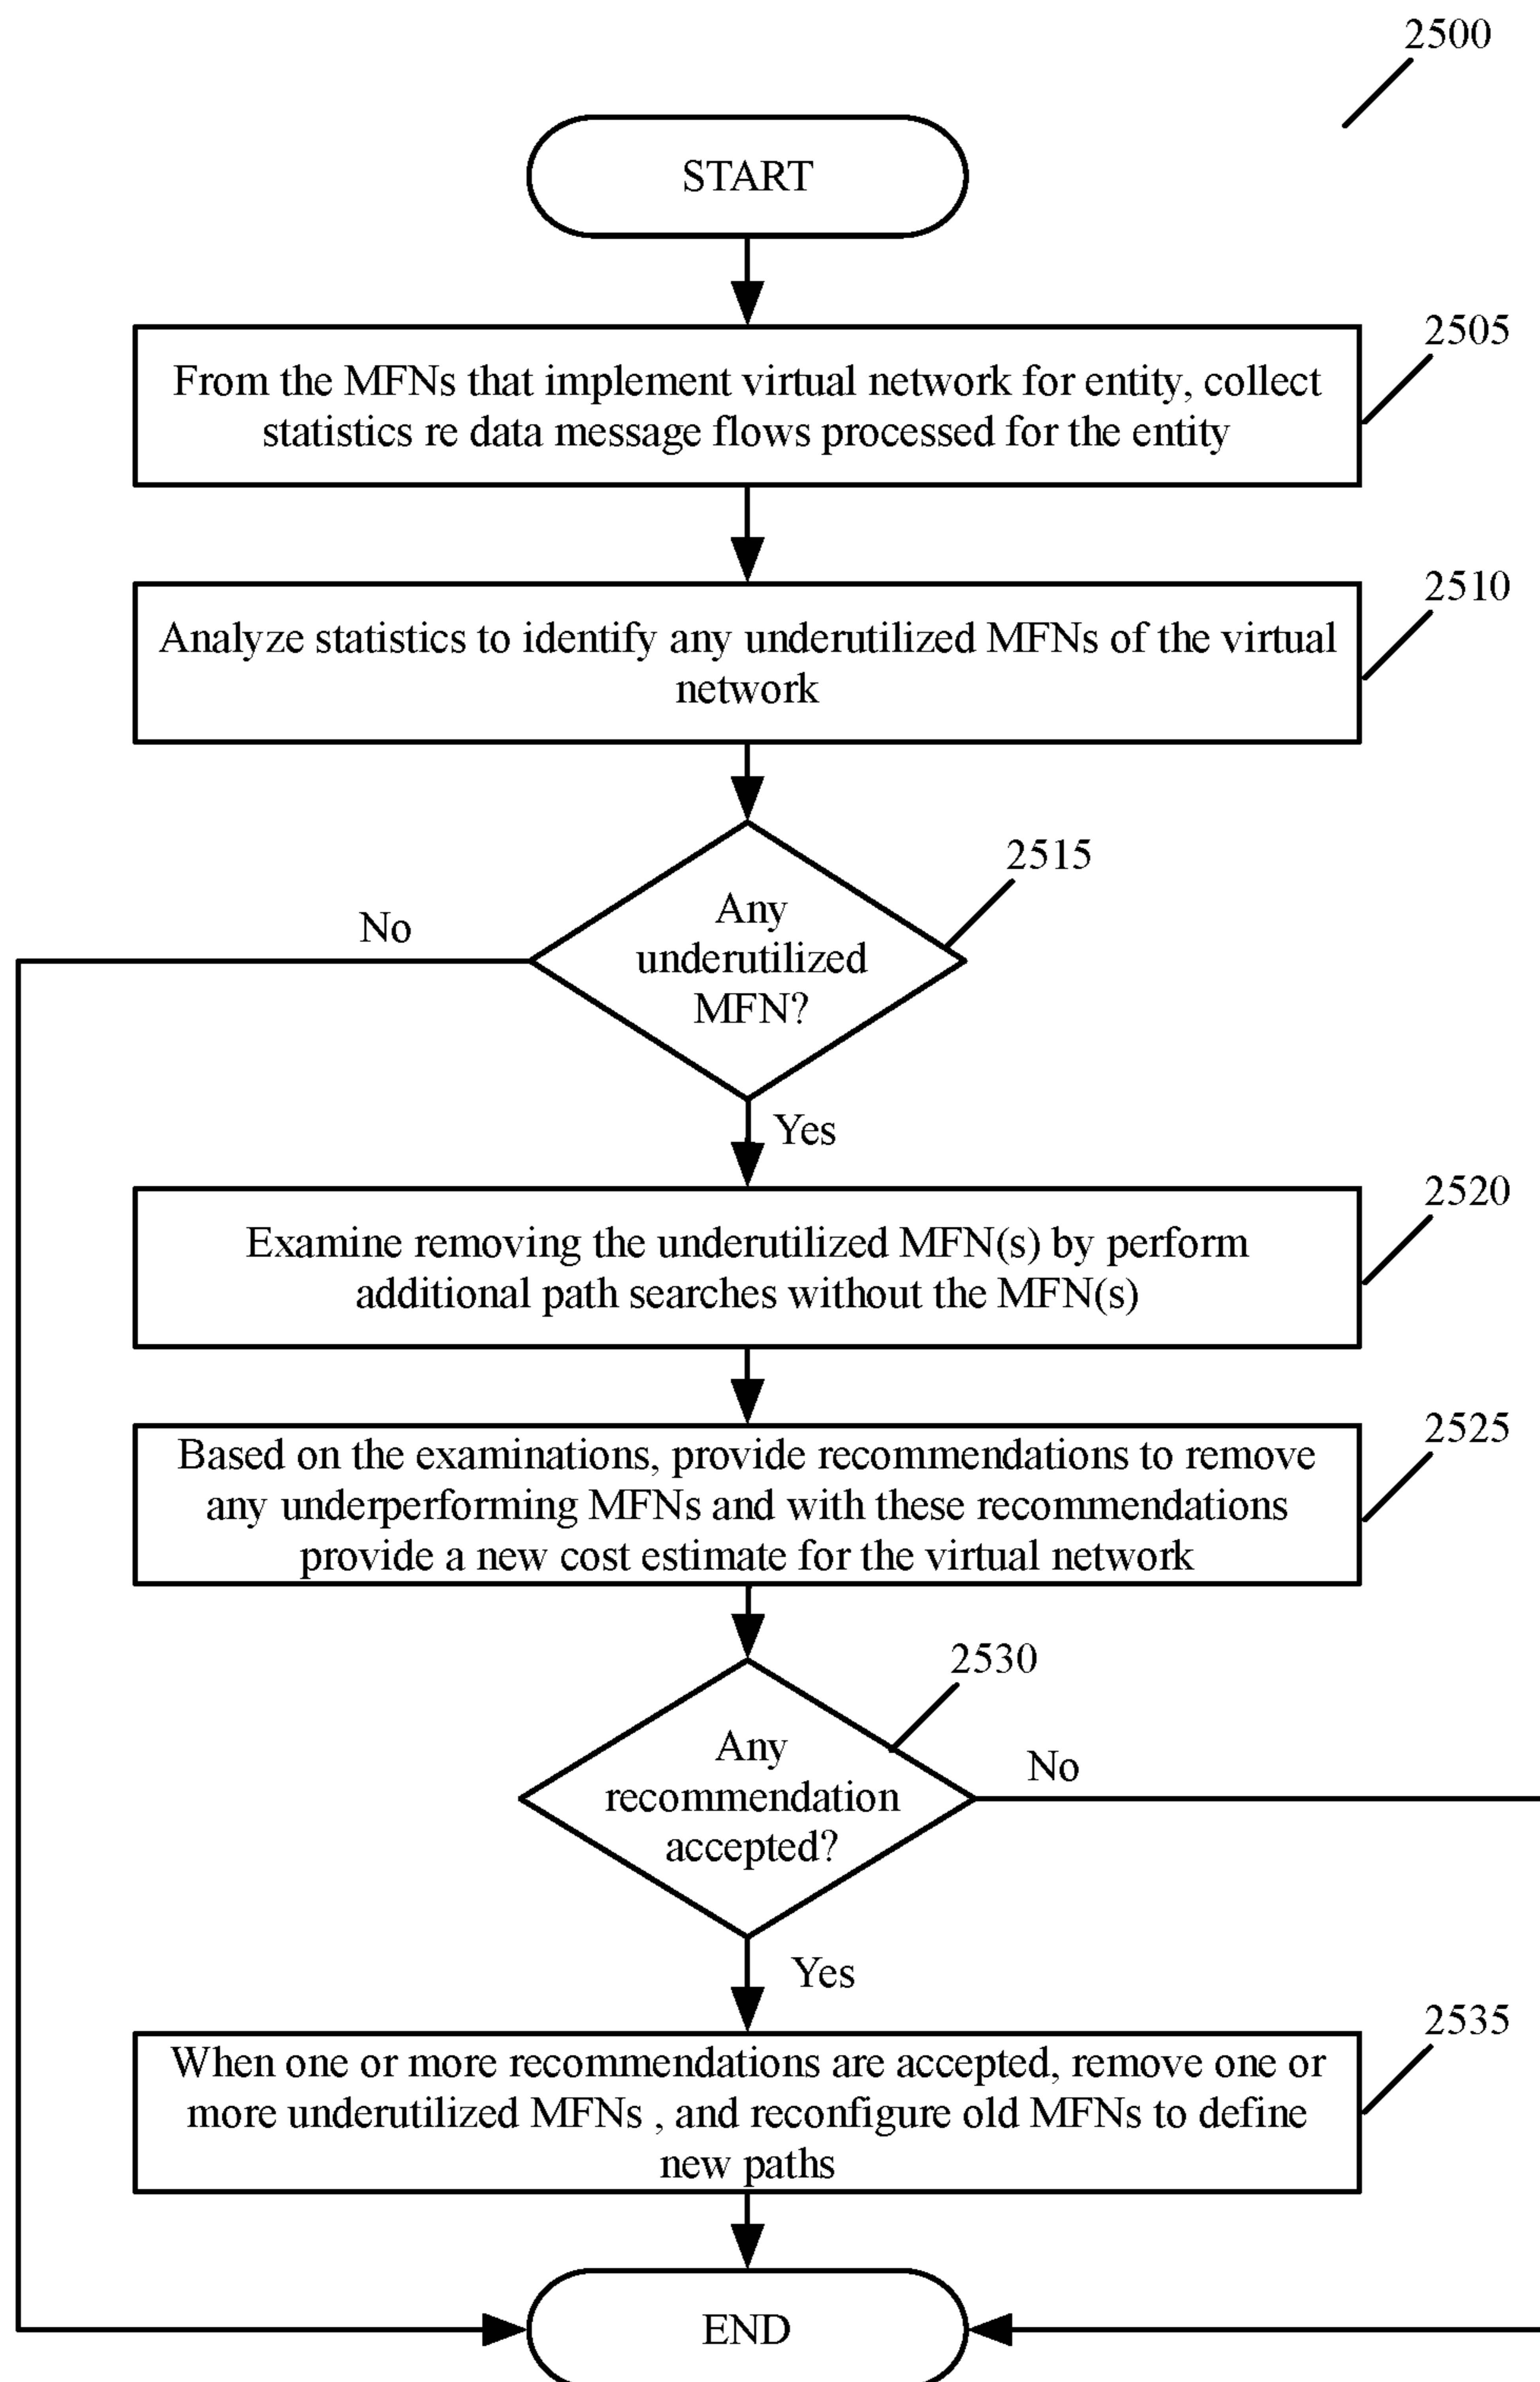 2500
START
2505
From the MFNs that implement virtual network for entity, collect
statistics re data message flows processed for the entity
2510
Analyze statistics to identify any underutilized MFNs of the virtual
network
2515
Any
underutilized
MFN?
No
Yes
2520
Examine removing the underutilized MFN(s) by perform
additional path searches without the MFN(s)
2525
Based on the examinations, provide recommendations to remove
any underperforming MFNs and with these recommendations
provide a new cost estimate for the virtual network
2530
Any
recommendation
accepted?
No
Yes
2535
When one or more recommendations are accepted, remove one or
more underutilized MFNs , and reconfigure old MFNs to define
new paths
END